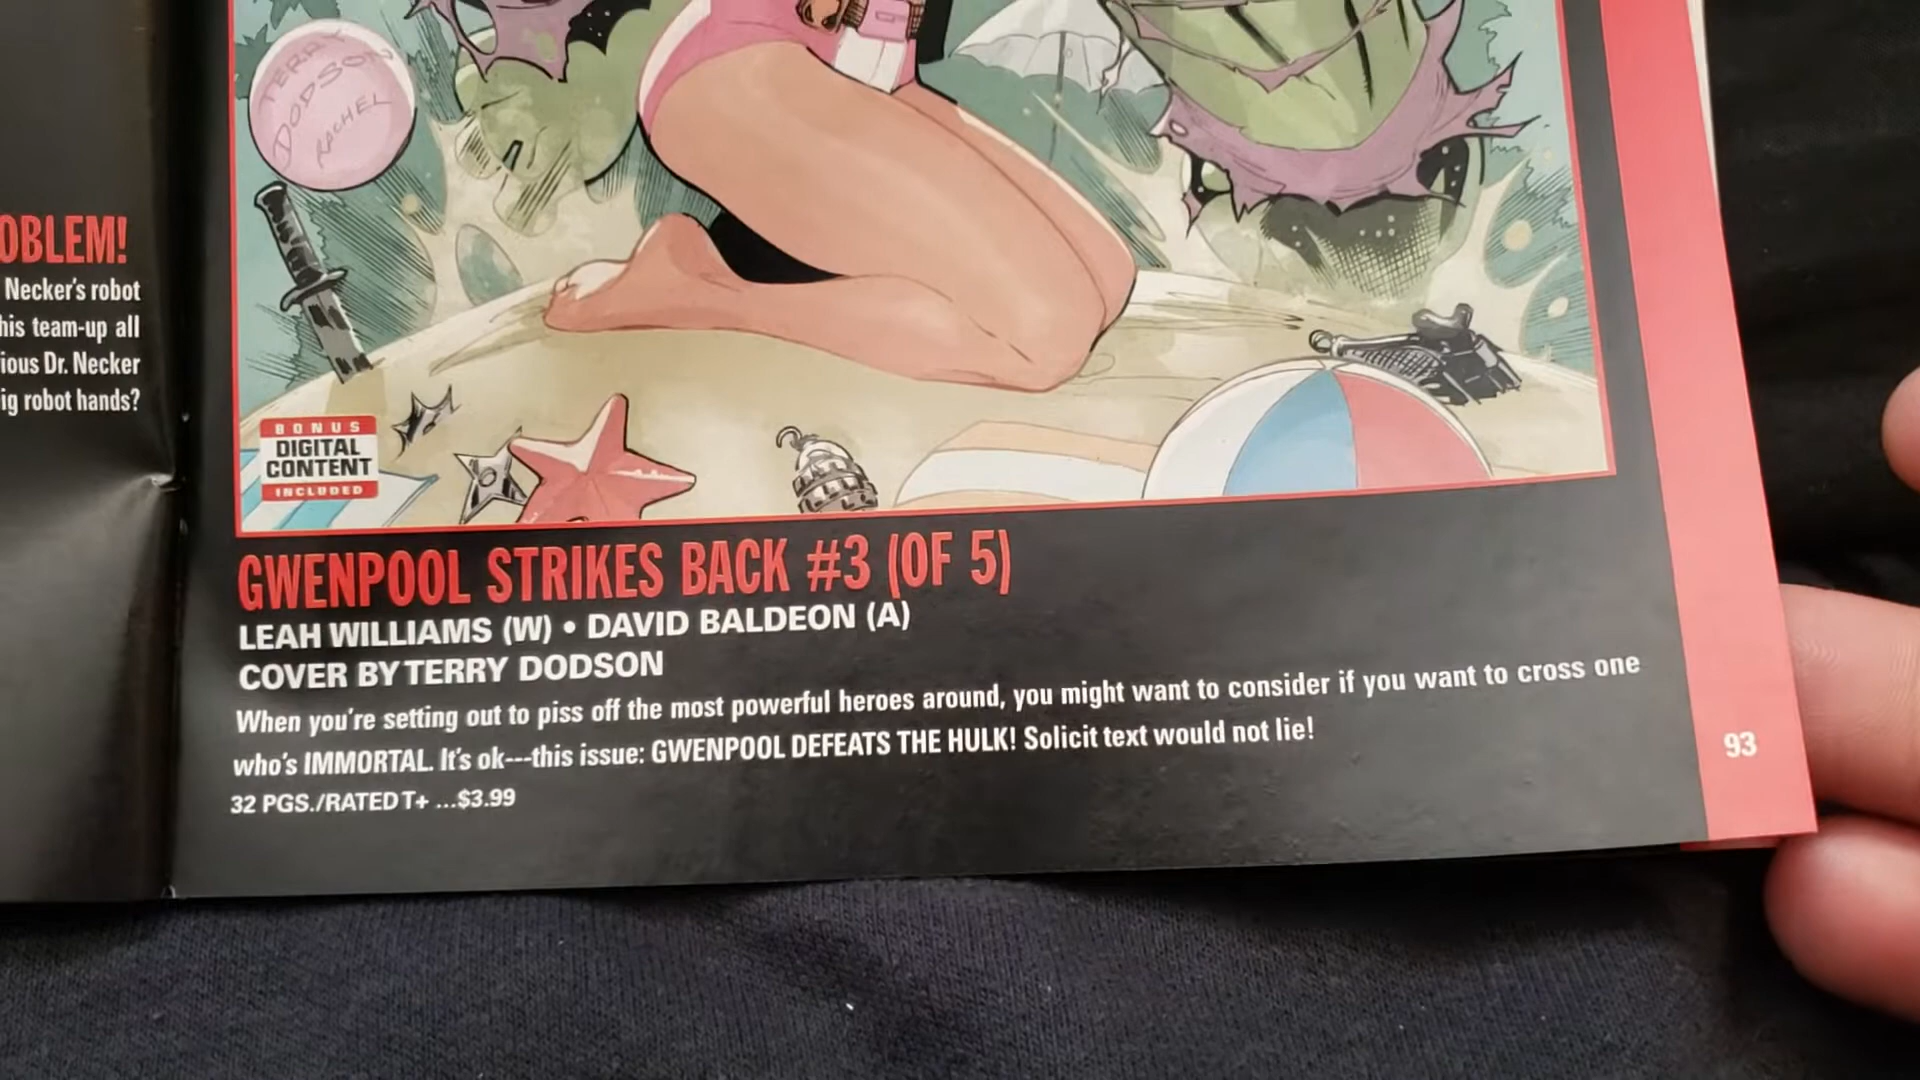 TERRY
DODSON
RACHEL
OBLEM!
Necker's robot
his team-up all
ious Dr. Necker
ig robot hands?
BONUS
DIGITAL
CONTENT
INCLUDED
GWENPOOL STRIKES BACK #3 (OF 5)
LEAH WILLIAMS (W) • DAVID BALDEON (A)
COVER BY TERRY DODSON
When you're setting out to piss off the most powerful heroes around, you might want to consider if you want to cross one
who's IMMORTAL. It's ok---this issue: GWENPOOL DEFEATS THE HULK! Solicit text would not lie!
32 PGS./RATED T+ ...$3.99
93